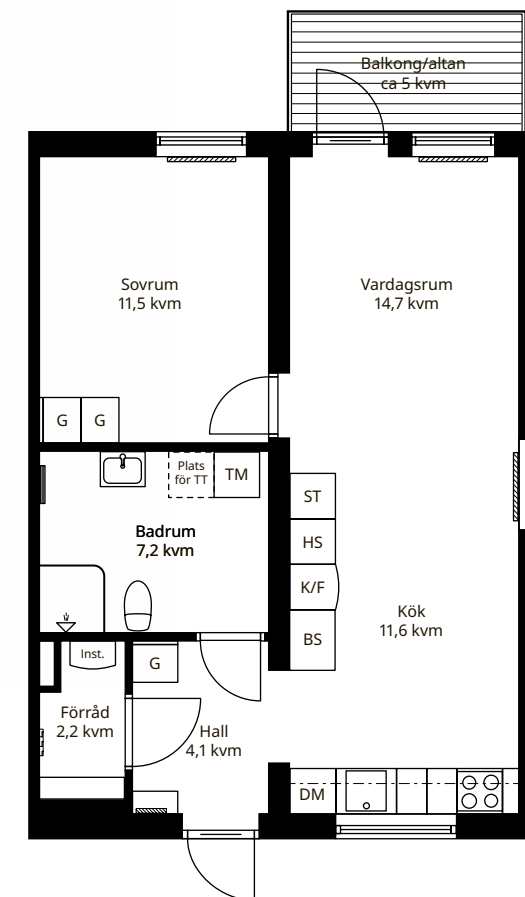 Balkong/altan
ca 5 kvm
Sovrum
11,5 kvm
Vardagsrum
14,7 kvm
G
G
Plats
för TT
TM
ST
HS
K/F
BS
Badrum
7,2 kvm
Kök
11,6 kvm
Inst.
G
Förråd
2,2 kvm
Hall
4,1 kvm
DM